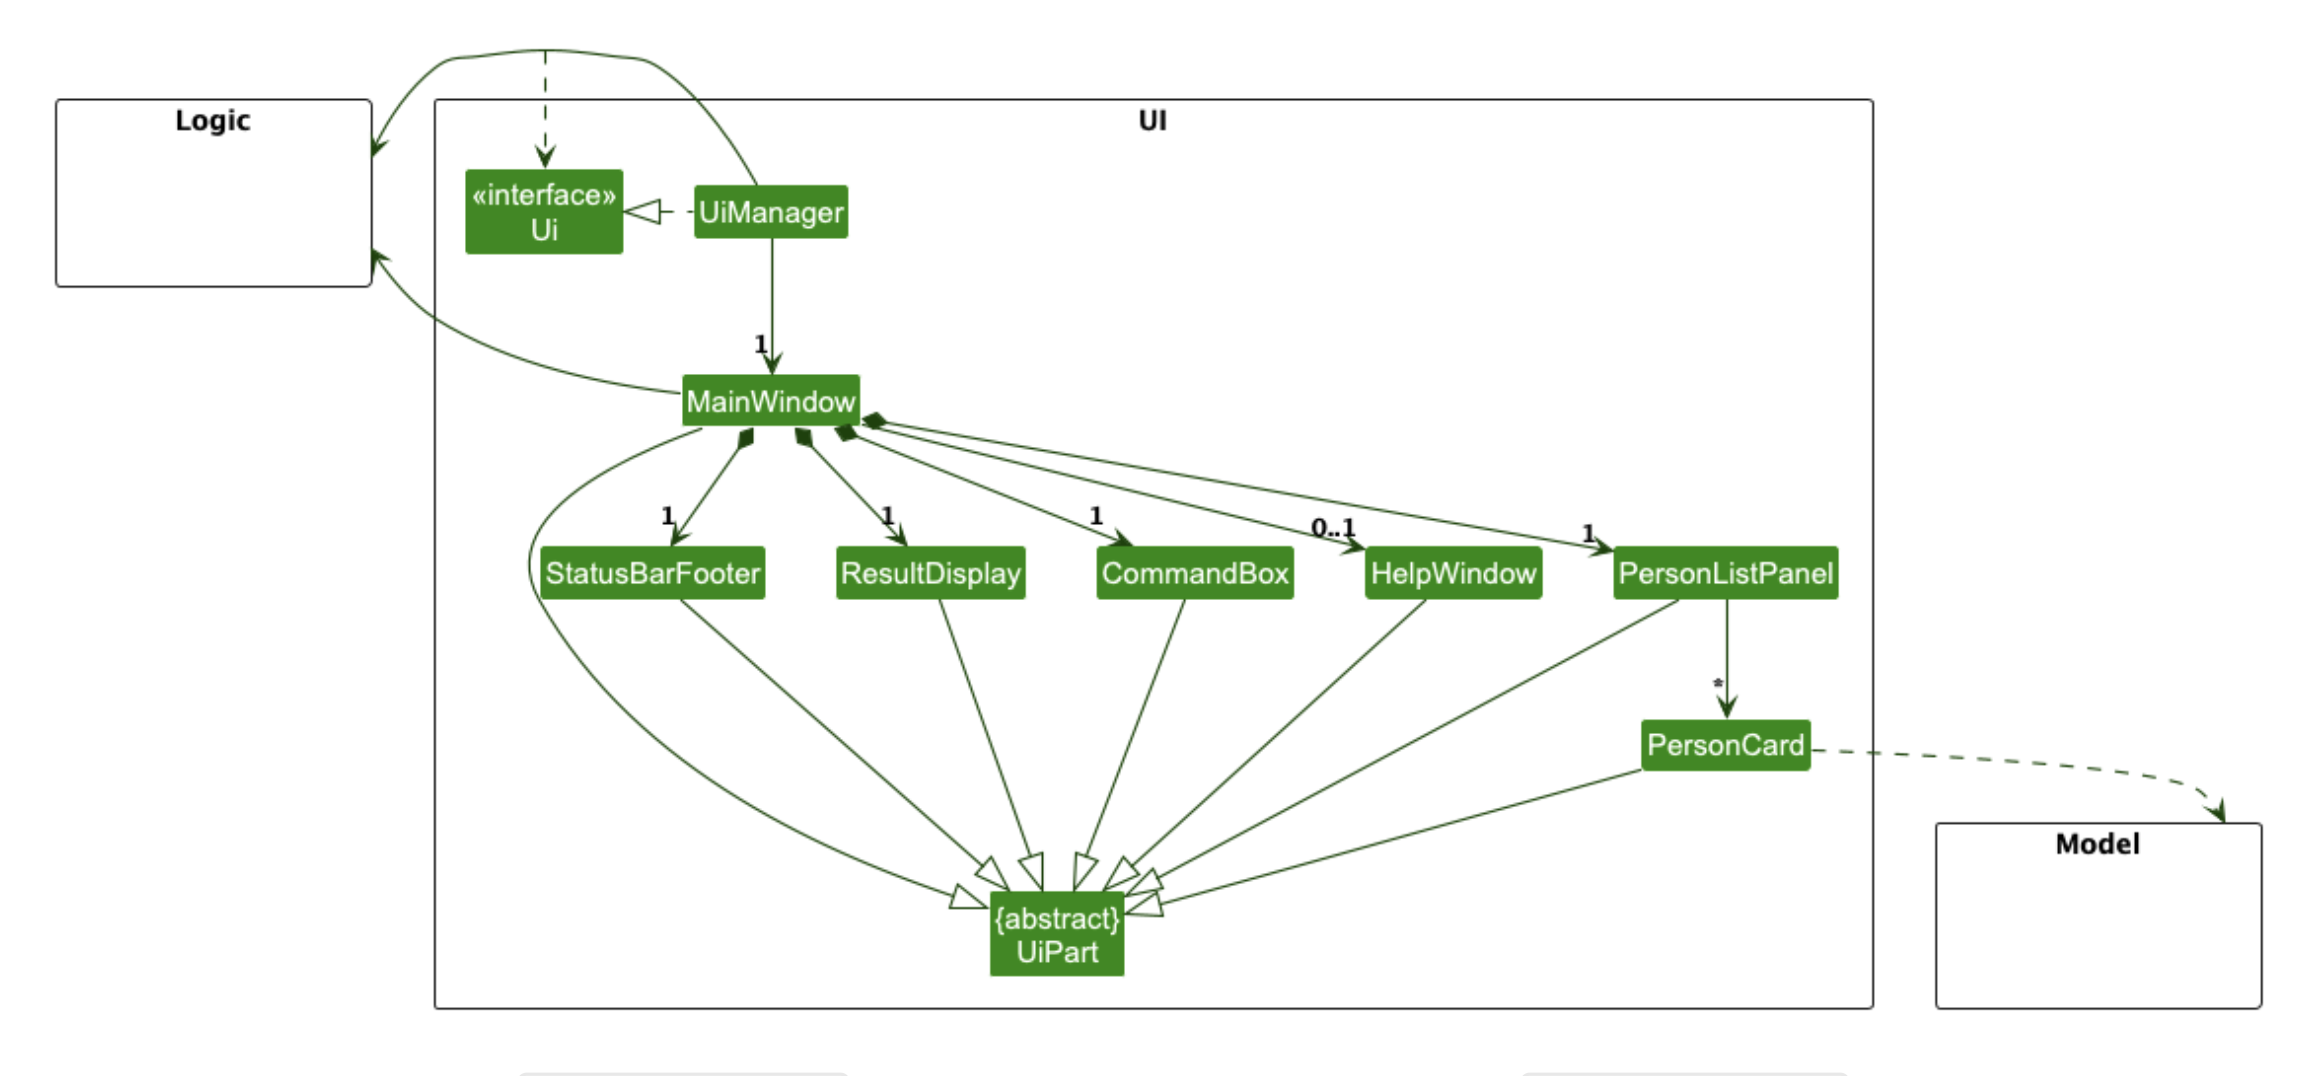 Logic
UI
«interface»
Ui
UiManager
1
MainWindow
1
1
1
0..1
1
StatusBarFooter
ResultDisplay
CommandBox
HelpWindow
PersonListPanel
*
PersonCard
Model
{abstract}
UiPart